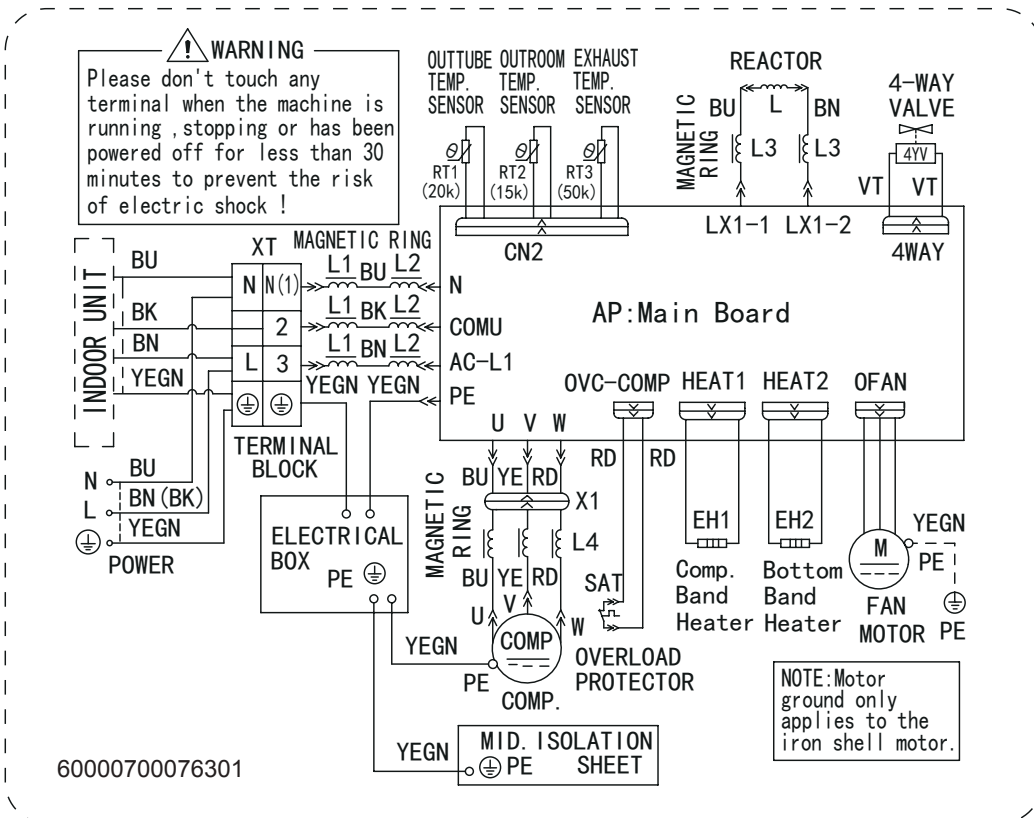 WARNING
Please don't touch any
terminal when the machine is
running ,stopping or has been
powered off for less than 30
minutes to prevent the risk
of electric shock !
OUTTUBE OUTROOM EXHAUST
TEMP. TEMP. TEMP.
SENSOR SENSOR SENSOR
θ θ θ
RT1 RT2 RT3
(20k) (15k) (50k)
CN2
REACTOR
BU L BN
MAGNETIC
RING
L3 L3
LX1-1 LX1-2
4-WAY
VALVE
4YV
VT VT
4WAY
AP:Main Board
INDOOR UNIT
BU
BK
BN
YEGN
XT
N N(1)
2
L 3
TERMINAL
BLOCK
MAGNETIC RING
L1 BU L2
N
L1 BK L2
COMU
L1 BN L2
AC-L1
YEGN YEGN
PE
N BU
L BN(BK)
YEGN
POWER
ELECTRICAL
BOX
PE
U V W
BU YE RD
X1
MAGNETIC
RING
L4
BU YE RD
U V W
COMP
YEGN
PE
COMP.
OVC-COMP HEAT1 HEAT2 OFAN
RD RD
SAT
OVERLOAD
PROTECTOR
EH1
Comp.
Band
Heater
EH2
Bottom
Band
Heater
M
YEGN
PE
FAN
MOTOR
PE
NOTE:Motor
ground only
applies to the
iron shell motor.
YEGN
MID. ISOLATION
PE SHEET
60000700076301